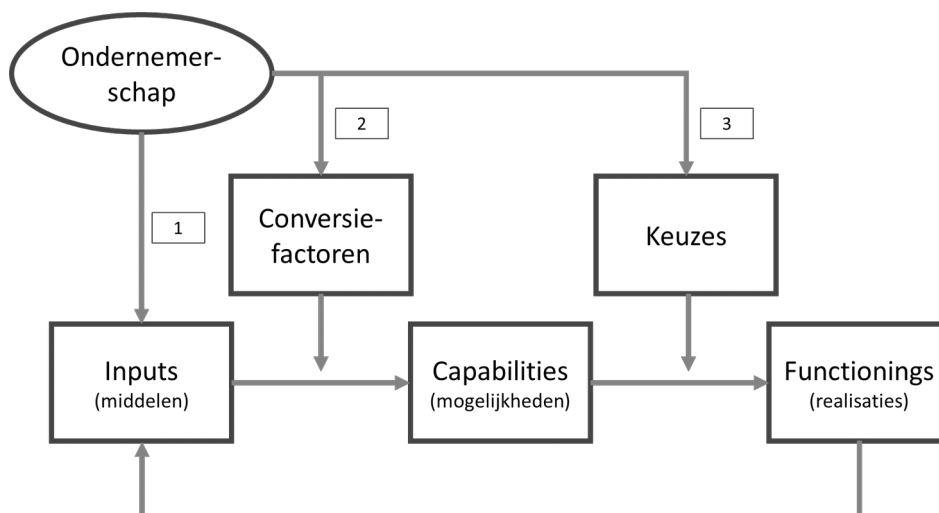 Ondernemer-
schap
2
3
1
Conversie-
factoren
Keuzes
Inputs
(middelen)
Capabilities
(mogelijkheden)
Functionings
(realisaties)